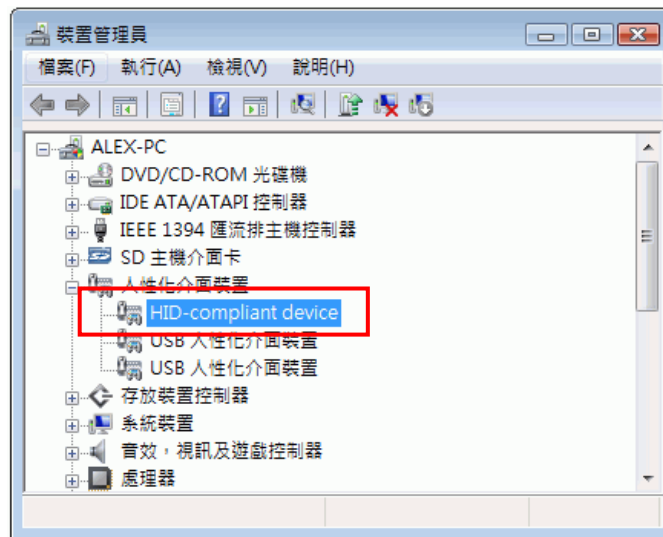 裝置管理員
檔案(F) 執行(A) 檢視(V) 說明(H)
ALEX-PC
DVD/CD-ROM 光碟機
IDE ATA/ATAPI 控制器
IEEE 1394 匯流排主機控制器
SD 主機介面卡
人性化介面裝置
HID-compliant device
USB 人性化介面裝置
USB 人性化介面裝置
存放裝置控制器
系統裝置
音效，視訊及遊戲控制器
處理器